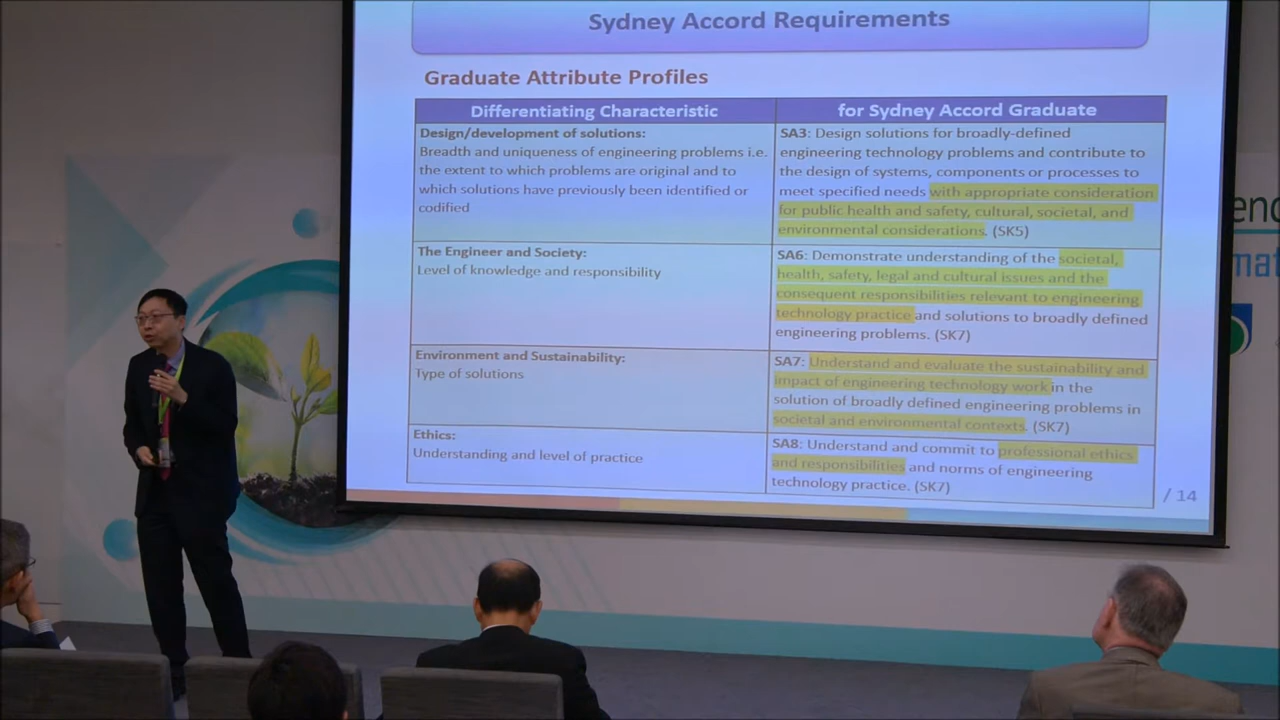 Sydney Accord Requirements
Graduate Attribute Profiles
Differentiating Characteristic
for Sydney Accord Graduate
Design/development of solutions:
Breadth and uniqueness of engineering problems i.e.
the extent to which problems are original and to
which solutions have previously been identified or
codified
SA3: Design solutions for broadly-defined
engineering technology problems and contribute to
the design of systems, components or processes to
meet specified needs with appropriate consideration
for public health and safety, cultural, societal, and
environmental considerations. (SK5)
The Engineer and Society:
Level of knowledge and responsibility
SA6: Demonstrate understanding of the societal,
health, safety, legal and cultural issues and the
consequent responsibilities relevant to engineering
technology practice and solutions to broadly defined
engineering problems. (SK7)
Environment and Sustainability:
Type of solutions
SA7: Understand and evaluate the sustainability and
impact of engineering technology work in the
solution of broadly defined engineering problems in
societal and environmental contexts. (SK7)
Ethics:
Understanding and level of practice
SA8: Understand and commit to professional ethics
and responsibilities and norms of engineering
technology practice. (SK7)
/ 14